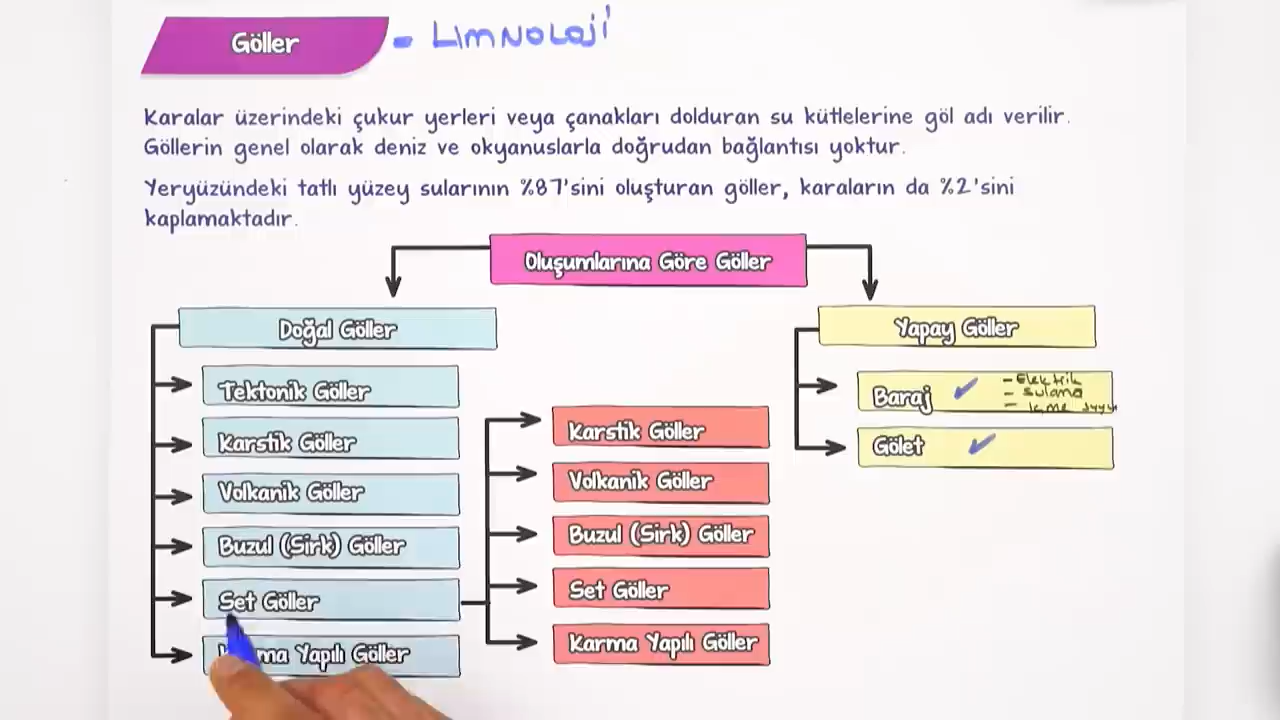 Göller
- LIMNOLOJİ
Karalar üzerindeki çukur yerleri veya çanakları dolduran su kütlelerine göl adı verilir.
Göllerin genel olarak deniz ve okyanuslarla doğrudan bağlantısı yoktur.
Yeryüzündeki tatlı yüzey sularının %87'sini oluşturan göller, karaların da %2'sini
kaplamaktadır.
Oluşumlarına Göre Göller
Doğal Göller
Tektonik Göller
Karstik Göller
Volkanik Göller
Buzul (Sirk) Göller
Set Göller
Yapılı Göller
Karstik Göller
Volkanik Göller
Buzul (Sirk) Göller
Set Göller
Karma Yapılı Göller
Yapay Göller
Baraj
- Elektrik
- Sulama
- İçme suyu
Gölet